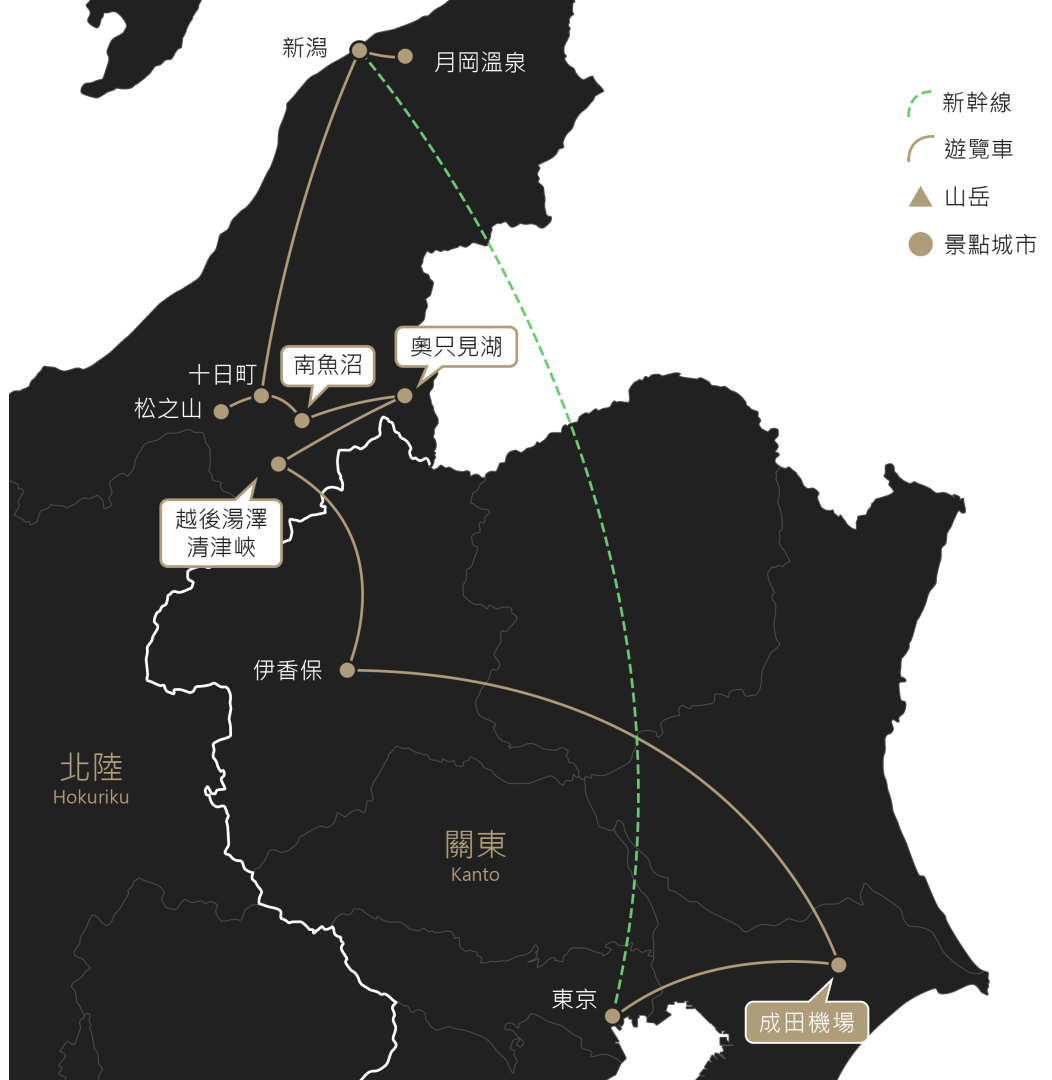 新潟
月岡溫泉
新幹線
遊覽車
山岳
景點城市
奧只見湖
南魚沼
十日町
松之山
越後湯澤
清津峽
伊香保
北陸
Hokuriku
關東
Kanto
東京
成田機場